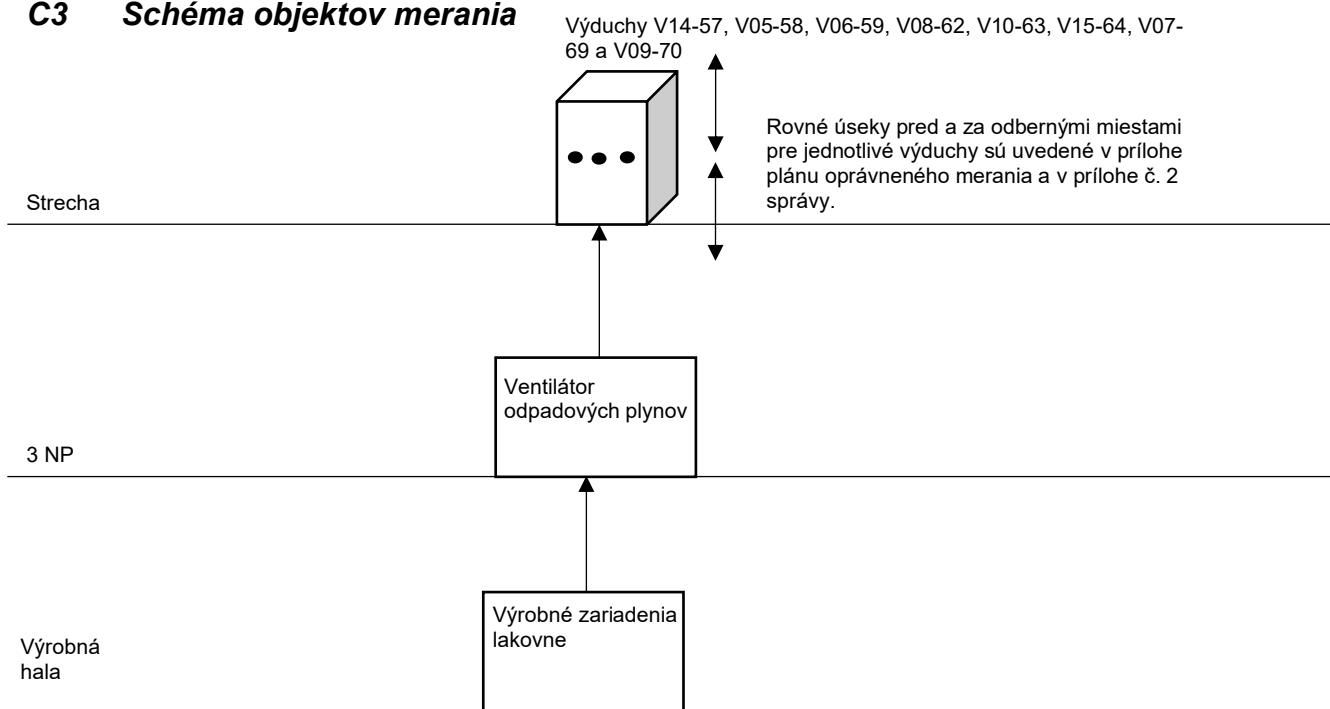 C3 Schéma objektov merania
Výduchy V14-57, V05-58, V06-59, V08-62, V10-63, V15-64, V07-
69 a V09-70
Rovné úseky pred a za odbernými miestami
pre jednotlivé výduchy sú uvedené v prílohe
plánu oprávneného merania a v prílohe č. 2
správy.
Strecha
Ventilátor
odpadových plynov
3 NP
Výrobné zariadenia
lakovne
Výrobná
hala